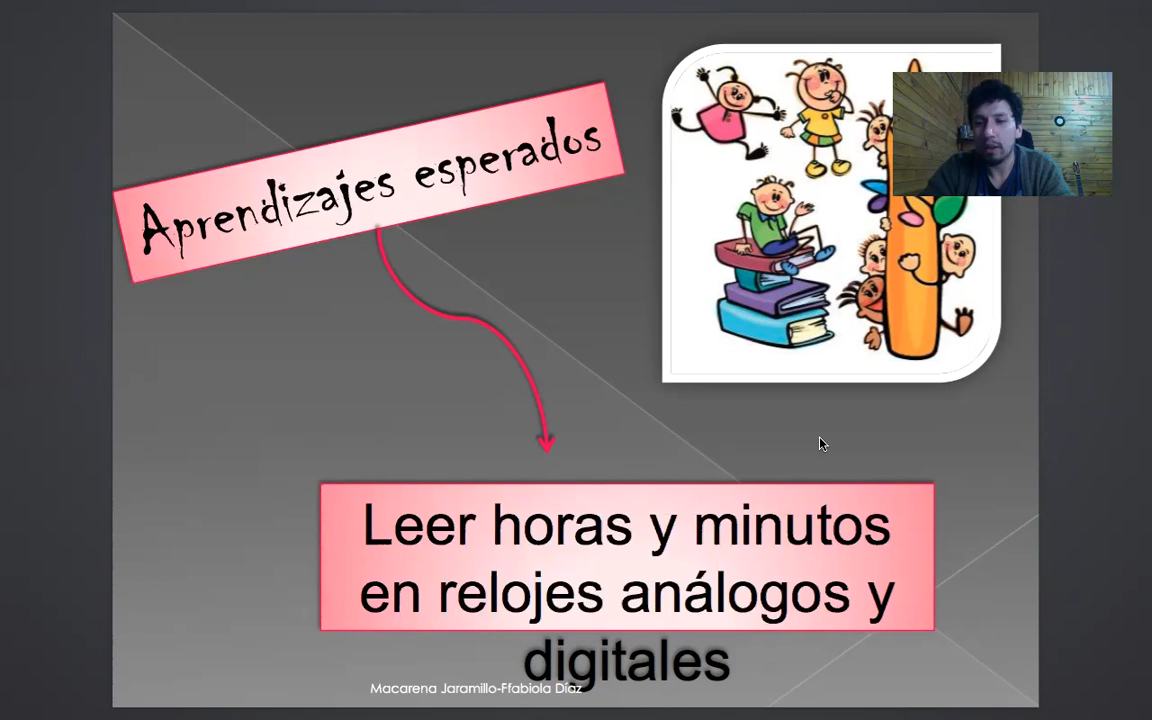 Aprendizajes esperados
Leer horas y minutos
en relojes análogos y
digitales
Macarena Jaramillo-Ffabiola Díaz